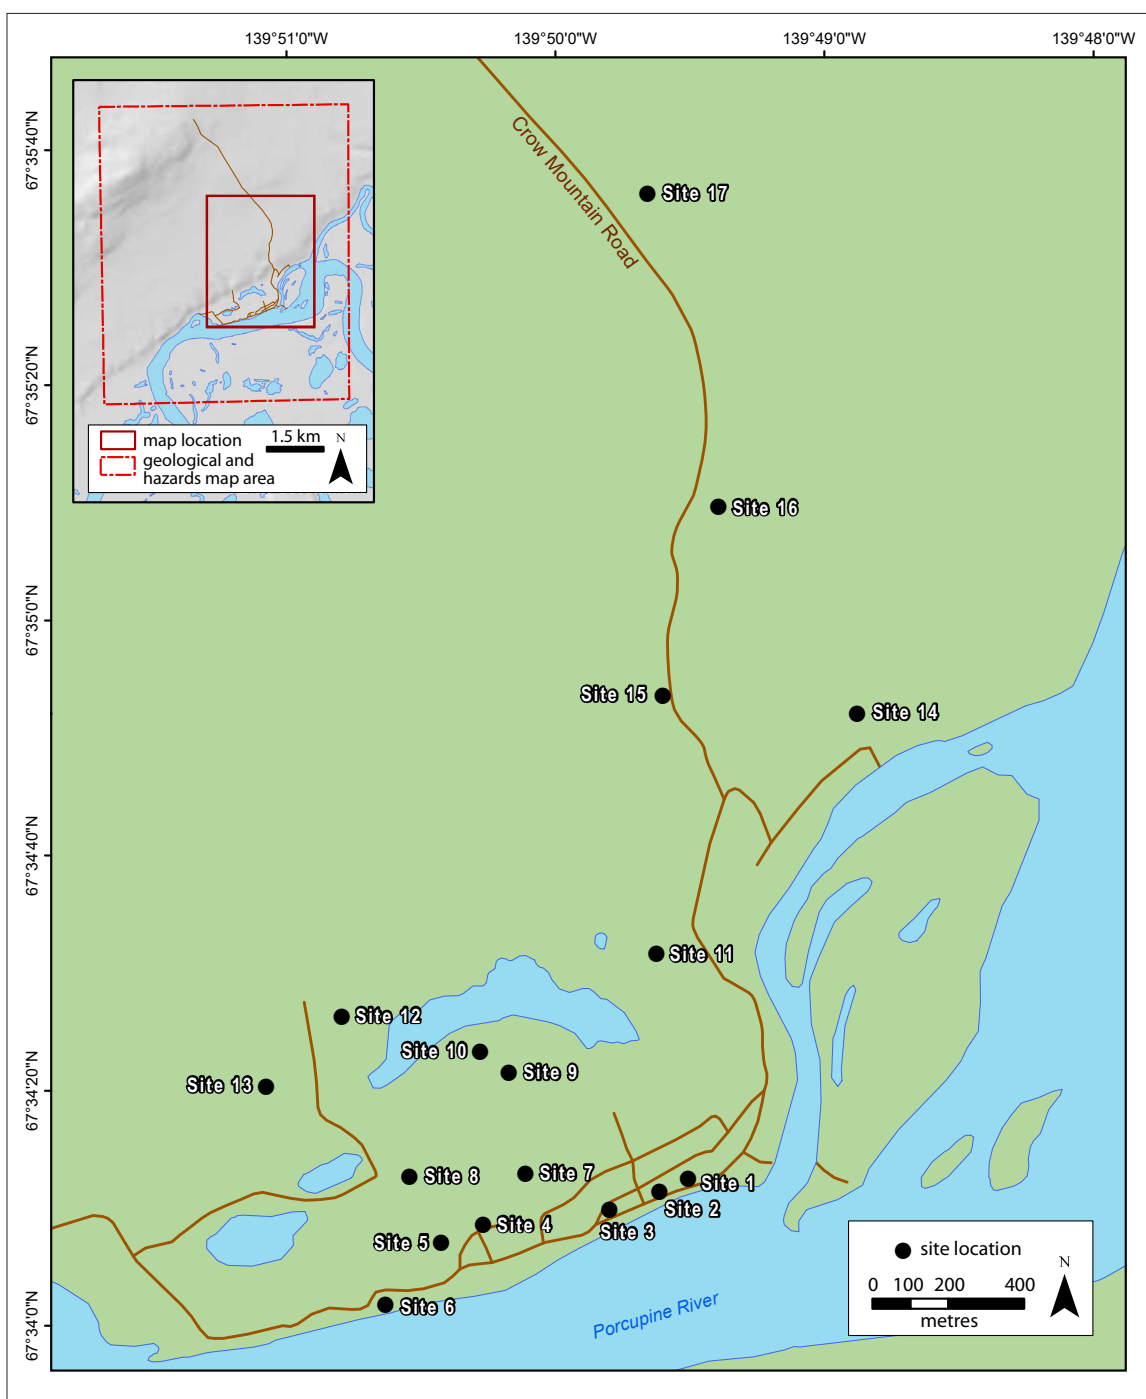 139°51'0"W
139°50'0"W
139°49'0"W
139°48'0"W
67°35'40"N
67°35'20"N
67°35'0"N
67°34'40"N
67°34'20"N
67°34'0"N
map location
geological and
hazards map area
1.5 km
N
Crow Mountain Road
Site 17
Site 16
Site 15
Site 14
Site 11
Site 12
Site 10
Site 9
Site 13
Site 8
Site 7
Site 1
Site 2
Site 3
Site 4
Site 5
Site 6
Porcupine River
site location
0 100 200 400
metres
N